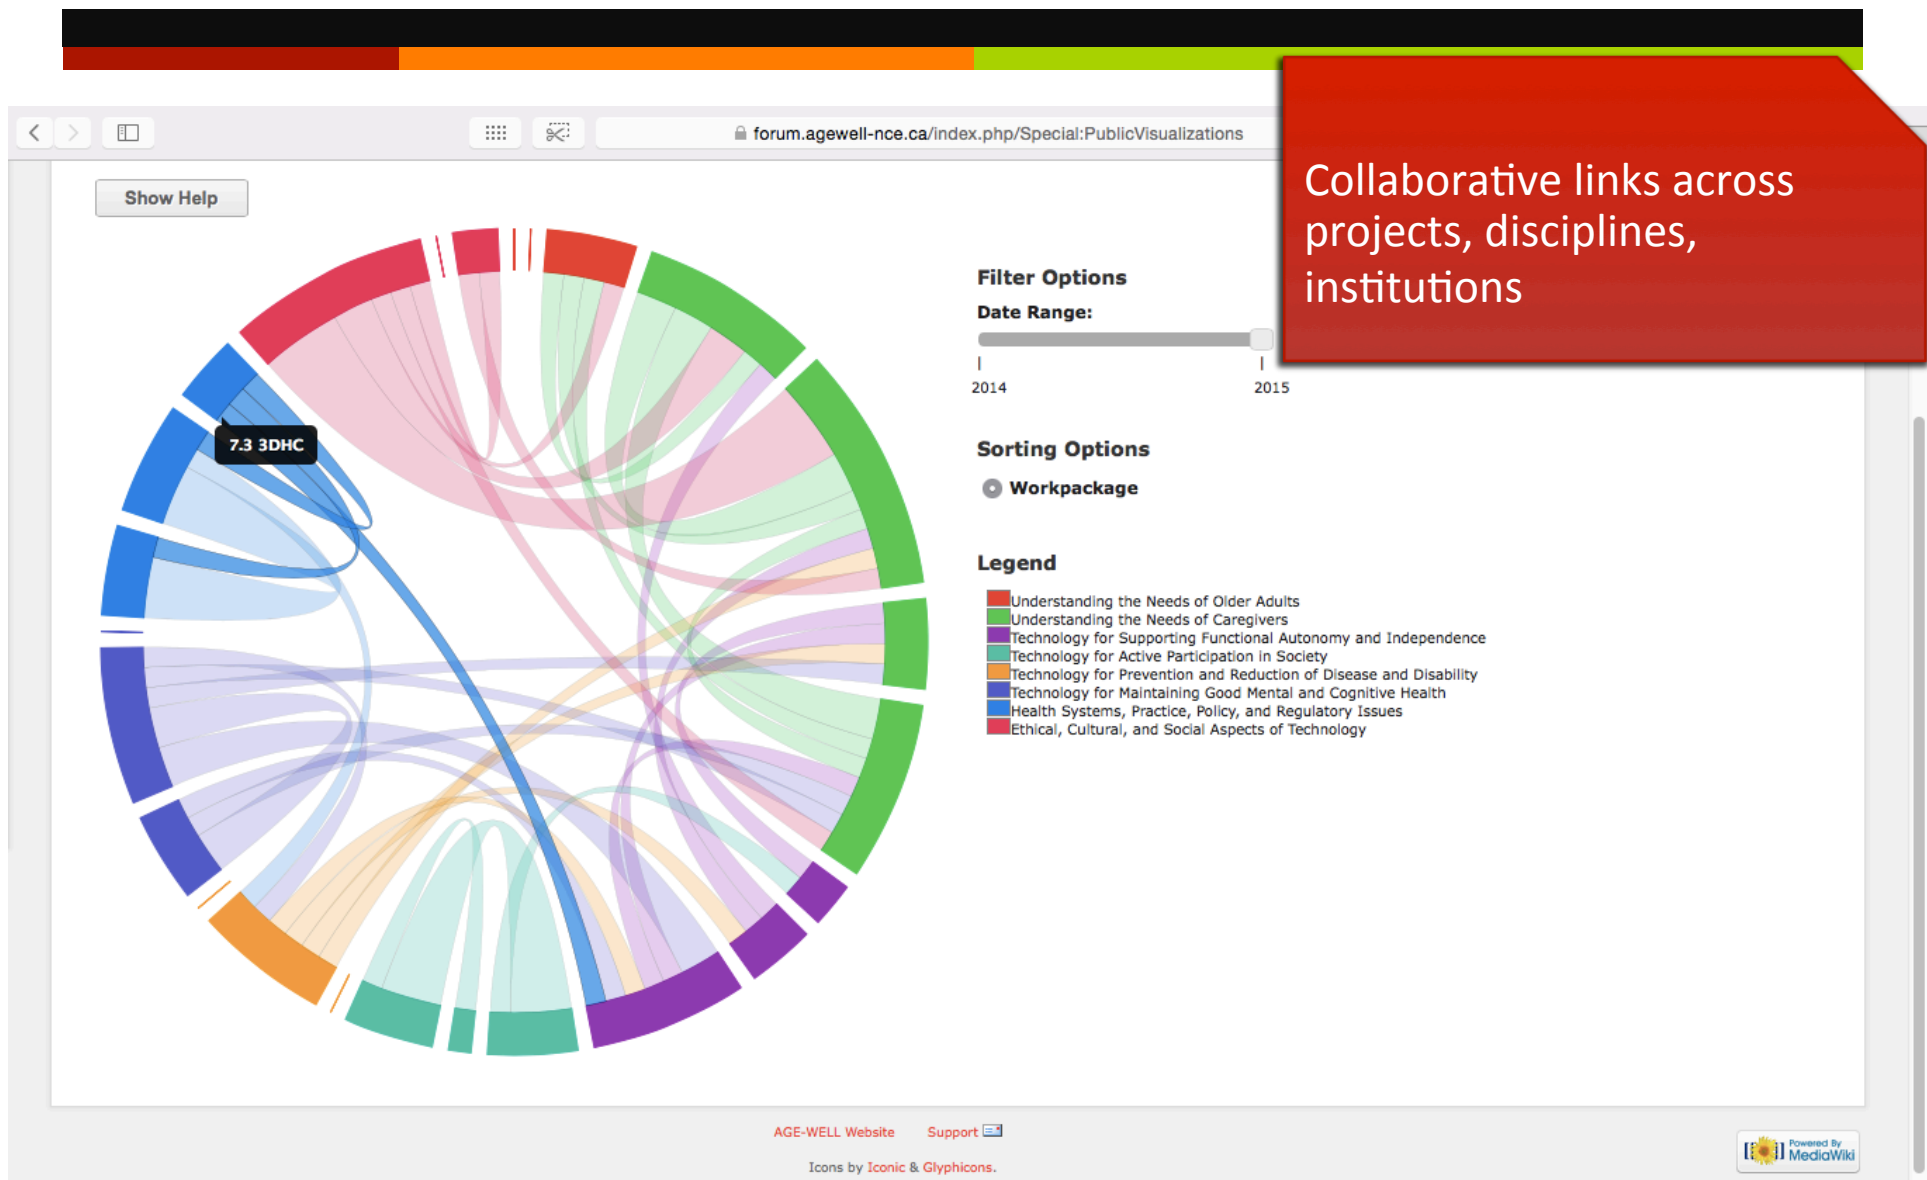 forum.agewell-nce.ca/index.php/Special:PublicVisualizations
Collaborative links across
projects, disciplines,
institutions
Show Help
7.3 3DHC
Filter Options
Date Range:
2014 2015
Sorting Options
Workpackage
Legend
Understanding the Needs of Older Adults
Understanding the Needs of Caregivers
Technology for Supporting Functional Autonomy and Independence
Technology for Active Participation in Society
Technology for Prevention and Reduction of Disease and Disability
Technology for Maintaining Good Mental and Cognitive Health
Health Systems, Practice, Policy, and Regulatory Issues
Ethical, Cultural, and Social Aspects of Technology
AGE-WELL Website Support
Icons by Iconic & Glyphicons.
Powered By
MediaWiki